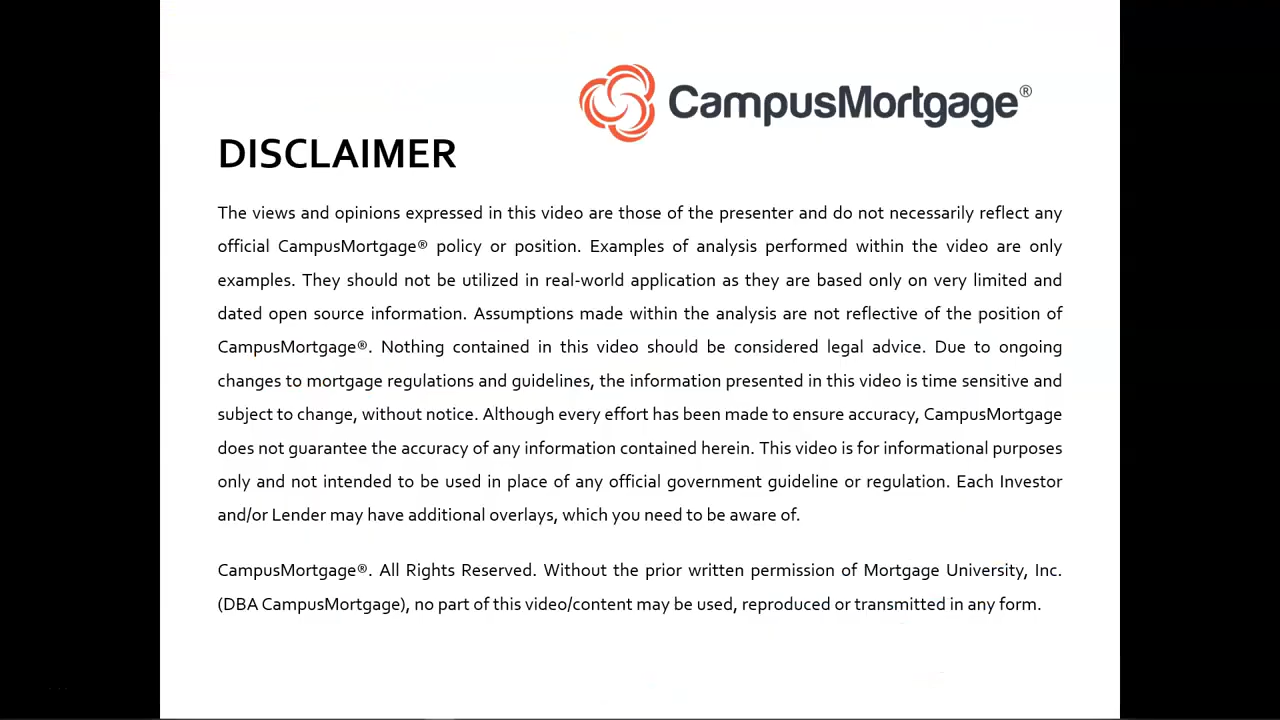 CampusMortgage®
DISCLAIMER
The views and opinions expressed in this video are those of the presenter and do not necessarily reflect any
official CampusMortgage® policy or position. Examples of analysis performed within the video are only
examples. They should not be utilized in real-world application as they are based only on very limited and
dated open source information. Assumptions made within the analysis are not reflective of the position of
CampusMortgage®. Nothing contained in this video should be considered legal advice. Due to ongoing
changes to mortgage regulations and guidelines, the information presented in this video is time sensitive and
subject to change, without notice. Although every effort has been made to ensure accuracy, CampusMortgage
does not guarantee the accuracy of any information contained herein. This video is for informational purposes
only and not intended to be used in place of any official government guideline or regulation. Each Investor
and/or Lender may have additional overlays, which you need to be aware of.
CampusMortgage®. All Rights Reserved. Without the prior written permission of Mortgage University, Inc.
(DBA CampusMortgage), no part of this video/content may be used, reproduced or transmitted in any form.